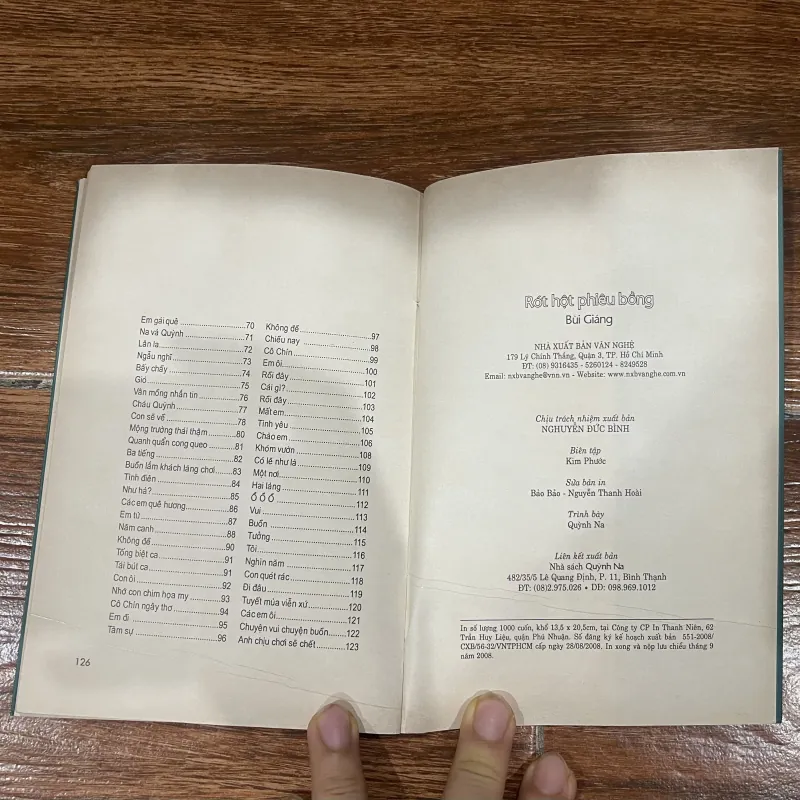 Em gái quê ........................ 70
Na và Quỳnh ........................ 71
Lân la ........................ 72
Ngẫu nghĩ ........................ 73
Bấy chầy ........................ 74
Gió ........................ 75
Văn mồng nhắn tin ........................ 76
Cháu Quỳnh ........................ 77
Con sẽ về ........................ 78
Mộng trường thái thậm ........................ 80
Quanh quẩn cong queo ........................ 81
Ba tiếng ........................ 82
Buồn lắm khách làng chơi ........................ 83
Tình điên ........................ 84
Như hà? ........................ 85
Các em quê hương ........................ 86
Em từ ........................ 87
Năm canh ........................ 88
Không đề ........................ 90
Tống biệt ca ........................ 91
Tái bút ca ........................ 91
Con ôi ........................ 92
Nhớ con chim họa my ........................ 93
Cô Chín ngây thơ ........................ 94
Em đi ........................ 95
Tâm sự ........................ 96
Không đề ........................ 97
Chiều nay ........................ 98
Cô Chín ........................ 99
Em ôi ........................ 100
Rồi đây ........................ 101
Cái gì? ........................ 102
Rồi đây ........................ 103
Mất em ........................ 104
Tình yêu ........................ 105
Chào em ........................ 106
Khóm vườn ........................ 108
Có lẽ như là ........................ 109
Một nơi ........................ 110
Hai làng ........................ 111
Ồ Ồ Ồ ........................ 112
Vui ........................ 113
Buồn ........................ 114
Tưởng ........................ 115
Tôi ........................ 116
Nghìn năm ........................ 117
Con quét rác ........................ 118
Đi đâu ........................ 119
Tuyết mùa viễn xứ ........................ 120
Các em ôi ........................ 121
Chuyện vui chuyện buồn ........................ 122
Anh chịu chơi sẽ chết ........................ 123
126
Rớt hột phiêu bồng
Bùi Giáng
NHÀ XUẤT BẢN VĂN NGHỆ
179 Lý Chính Thắng, Quận 3, TP. Hồ Chí Minh
ĐT: (08) 9316435 - 5260124 - 8249528
Email: nxbvanghe@vnn.vn - Website: www.nxbvanghe.com.vn
Chịu trách nhiệm xuất bản
NGHUYỄN ĐỨC BÌNH
Biên tập
Kim Phước
Sửa bản in
Bảo Bảo - Nguyễn Thanh Hoài
Trình bày
Quỳnh Na
Liên kết xuất bản
Nhà sách Quỳnh Na
482/35/5 Lê Quang Định, P. 11, Bình Thạnh
ĐT: (08)2.975.026 • DD: 098.969.1012
In số lượng 1000 cuốn, khổ 13,5 x 20,5cm, tại Công ty CP In Thanh Niên, 62
Trần Huy Liệu, quận Phú Nhuận. Số đăng ký kế hoạch xuất bản 551-2008/
CXB/56-32/VNTPHCM cấp ngày 28/08/2008. In xong và nộp lưu chiểu tháng 9
năm 2008.